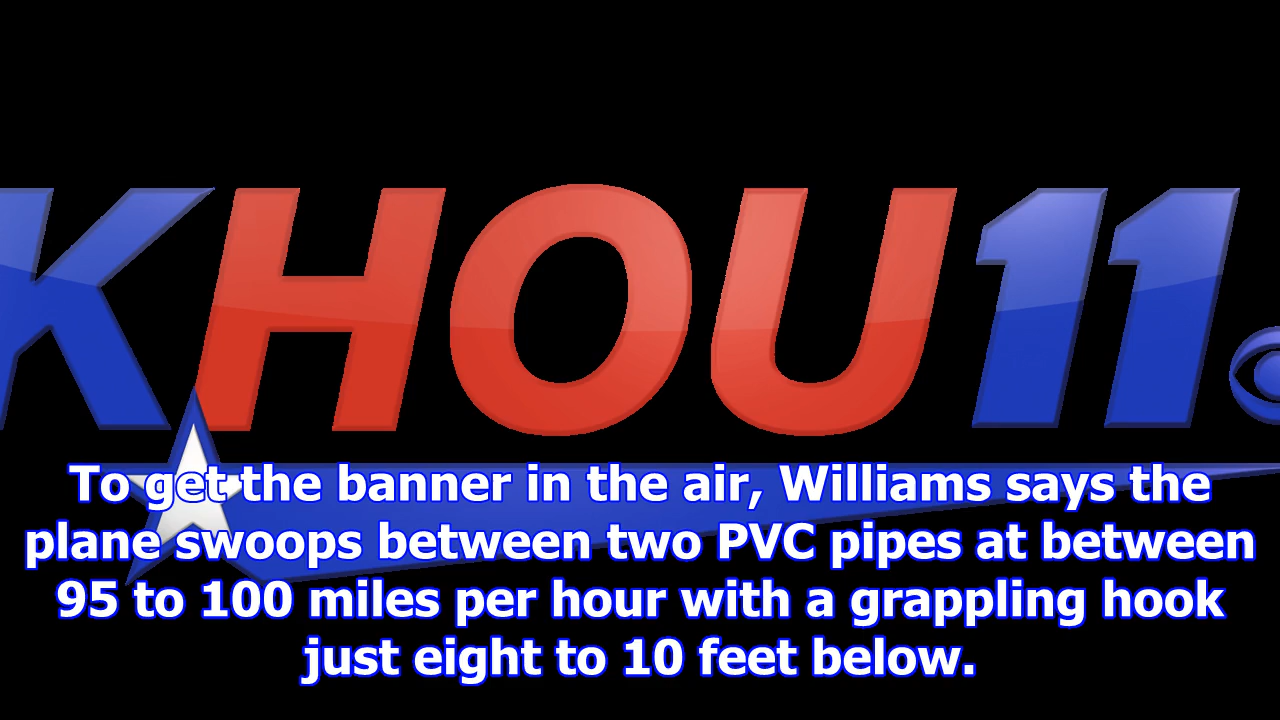 KHOU11
To get the banner in the air, Williams says the
plane swoops between two PVC pipes at between
95 to 100 miles per hour with a grappling hook
just eight to 10 feet below.